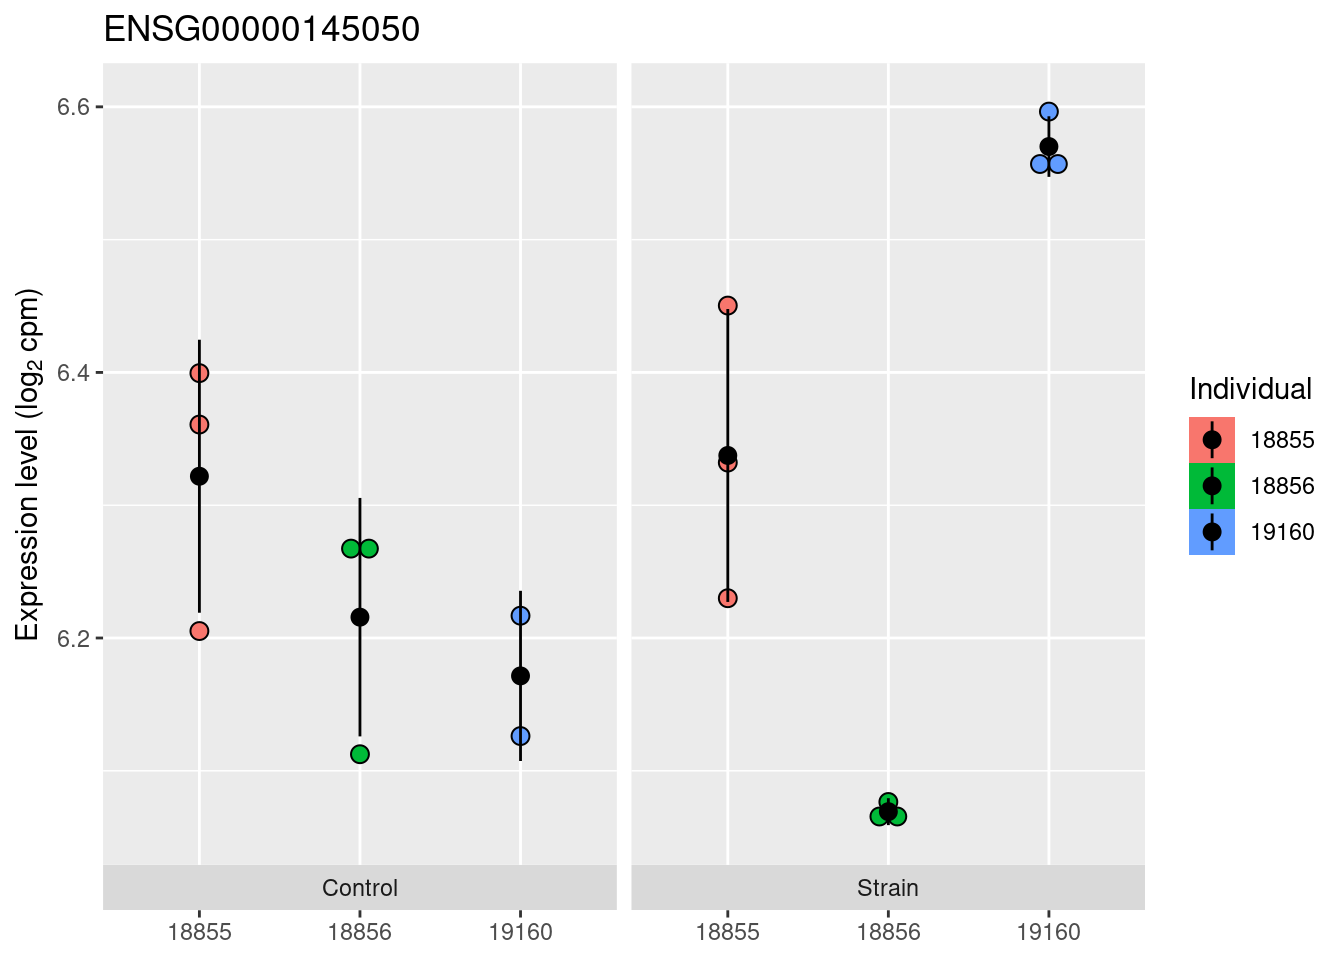 ENSG00000145050
Expression level (log₂ cpm)
6.6
6.4
6.2
Control
Strain
18855
18856
19160
18855
18856
19160
Individual
18855
18856
19160